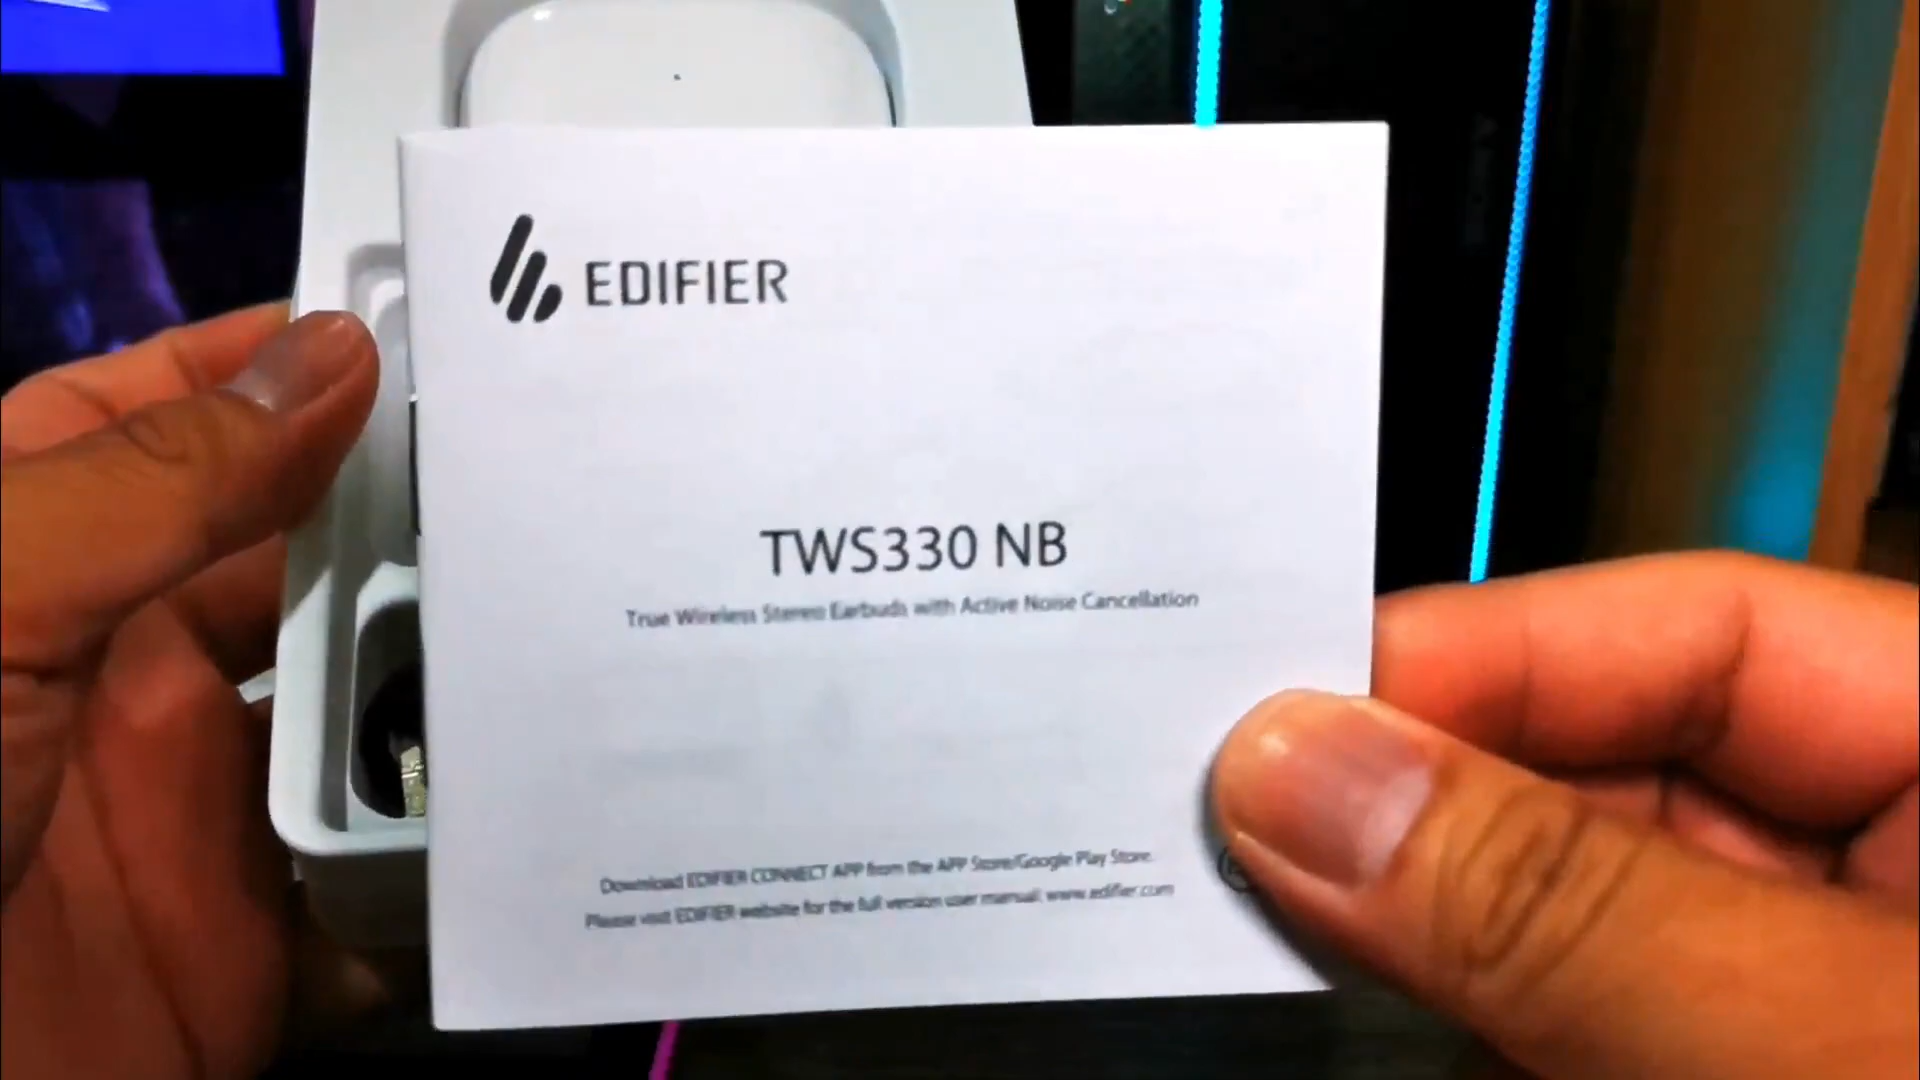 EDIFIER
TWS330 NB
True Wireless Stereo Earbuds with Active Noise Cancellation
Download EDIFIER CONNECT APP from the APP Store/Google Play Store.
Please visit EDIFIER website for the full version user manual: www.edifier.com